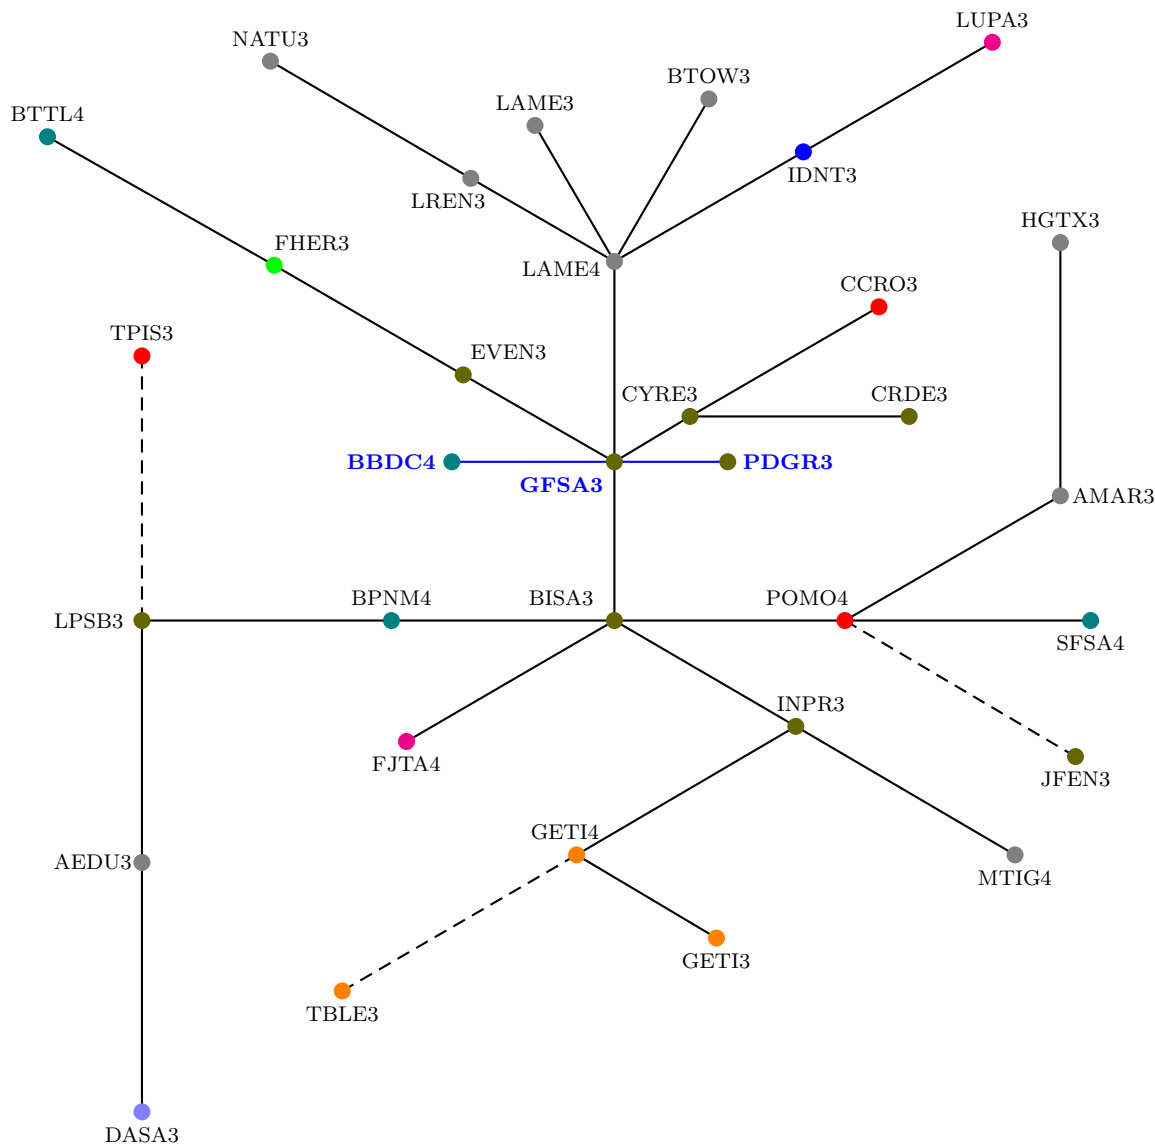 LUPA3
NATU3
BTOW3
LAME3
BTTL4
IDNT3
LREN3
HGTX3
FHER3
LAME4
CCRO3
TPIS3
EVEN3
CYRE3
CRDE3
BBDC4
PDGR3
GFSA3
AMAR3
BPNM4
BISA3
POMO4
LPSB3
SFSA4
INPR3
FJTA4
JFEN3
GETI4
AEDU3
MTIG4
GETI3
TBLE3
DASA3